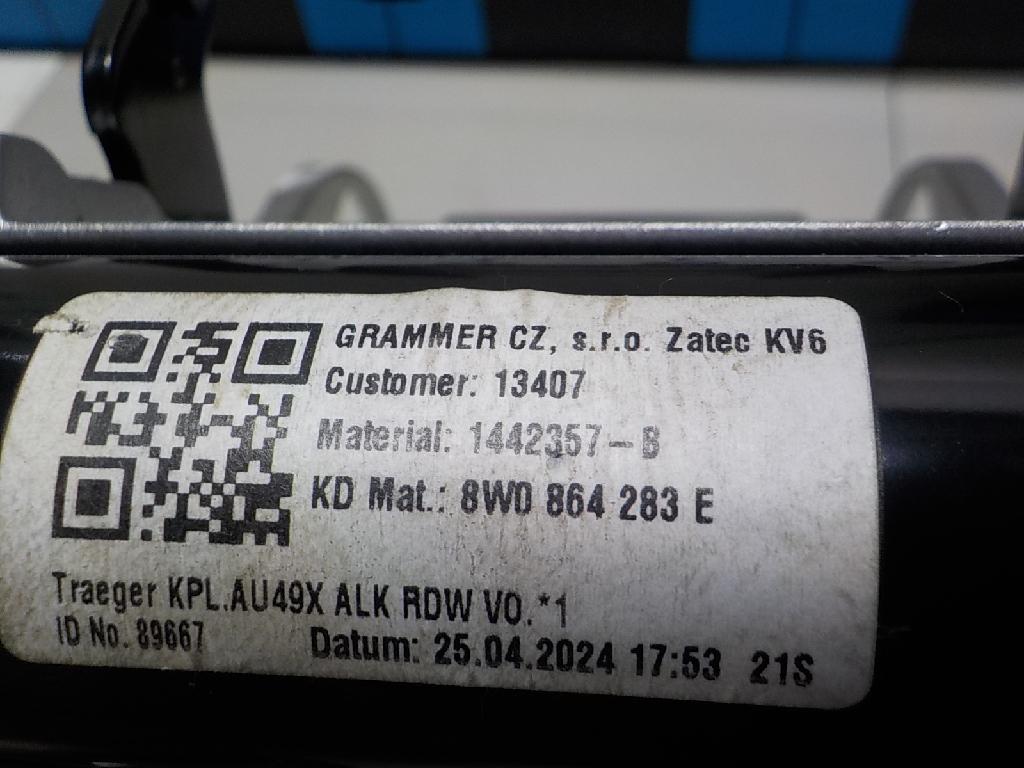 GRAMMER CZ, s.r.o. Zatec KV6
Customer: 13407
Material: 1442357-B
KD Mat.: 8W0 864 283 E
Traeger KPL.AU49X ALK RDW VO.*1
ID No. 89667
Datum: 25.04.2024 17:53 21S